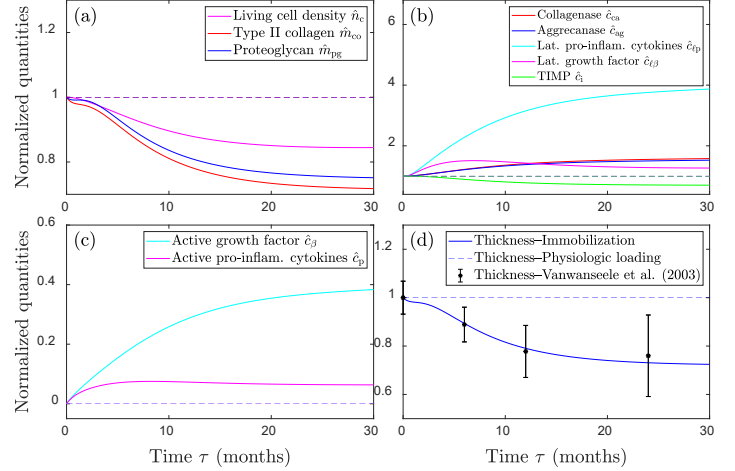 (a)
Living cell density n̂c
Type II collagen m̂co
Proteoglycan m̂pg
1.2
1
0.8
0 10 20 30
Normalized quantities
(b)
Collagenase ĉca
Aggrecanase ĉag
Lat. pro-inflam. cytokines ĉℓp
Lat. growth factor ĉℓβ
TIMP ĉi
6
4
2
0 10 20 30
(c)
Active growth factor ĉβ
Active pro-inflam. cytokines ĉp
0.6
0.4
0.2
0
0 10 20 30
Normalized quantities
Time τ (months)
(d)
Thickness–Immobilization
Thickness–Physiologic loading
Thickness–Vanwanseele et al. (2003)
1.2
1
0.8
0.6
0.4
0 10 20 30
Time τ (months)